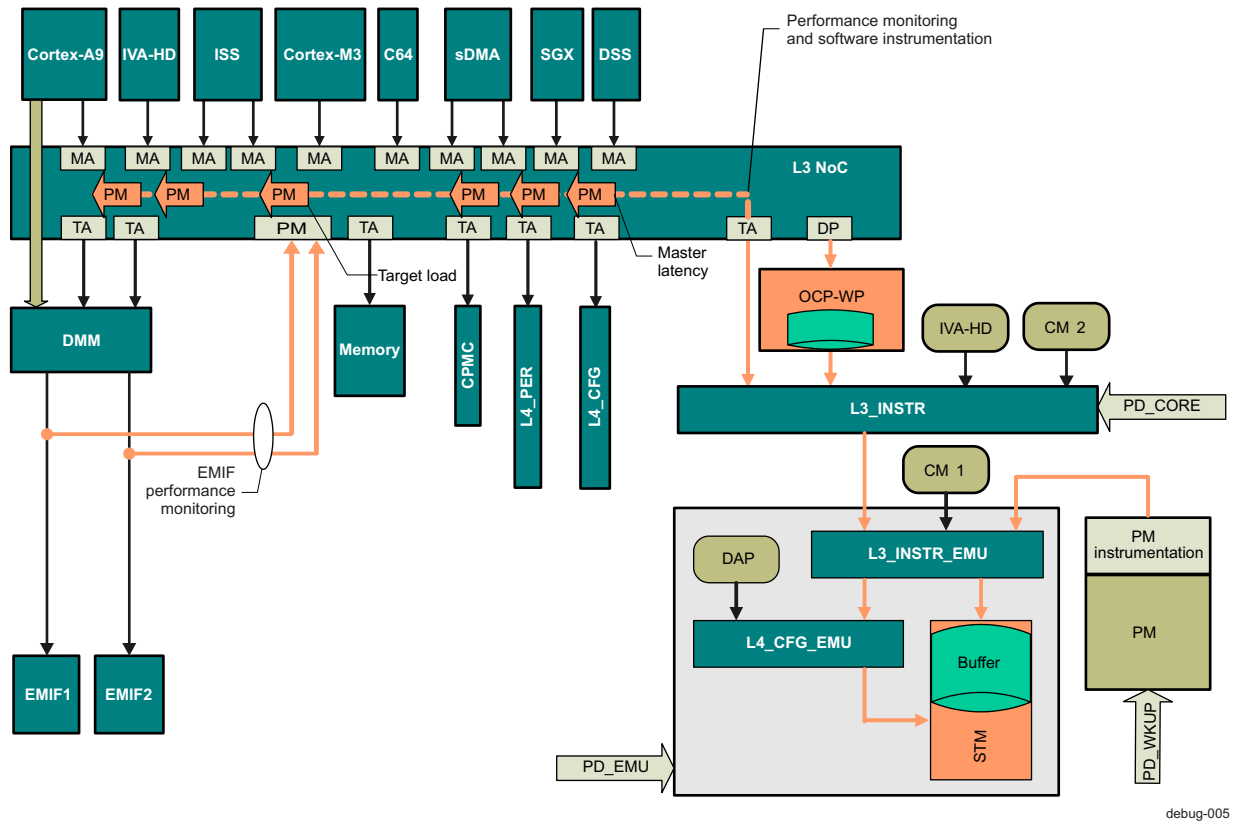 Performance monitoring
and software instrumentation
Cortex-A9
IVA-HD
ISS
Cortex-M3
C64
sDMA
SGX
DSS
MA
MA
MA
MA
MA
MA
MA
MA
MA
MA
L3 NoC
PM
PM
PM
PM
PM
PM
TA
TA
PM
TA
TA
TA
TA
TA
DP
Target load
Master
latency
OCP-WP
DMM
Memory
CPMC
L4_PER
L4_CFG
IVA-HD
CM 2
L3_INSTR
PD_CORE
EMIF
performance
monitoring
CM 1
DAP
L3_INSTR_EMU
PM
instrumentation
L4_CFG_EMU
Buffer
PM
EMIF1
EMIF2
STM
PD_WKUP
PD_EMU
debug-005